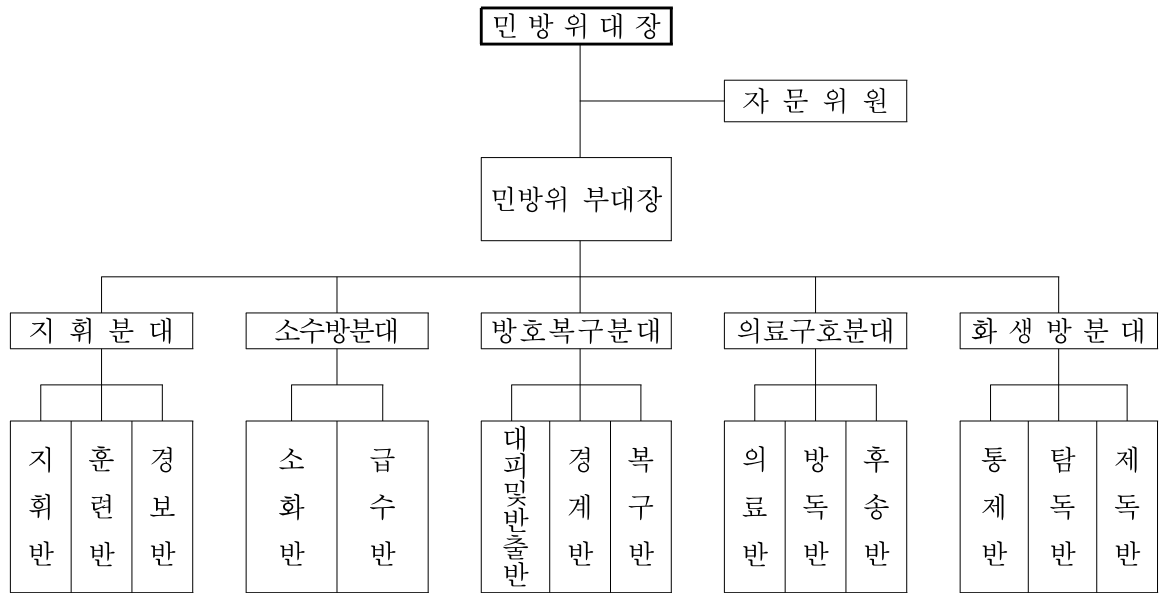 민 방 위 대 장
자 문 위 원
민방위 부대장
지 휘 분 대
소수방분대
방호복구분대
의료구호분대
화 생 방 분 대
지휘반
훈련반
경보반
소화반
급수반
대피및반출반
경계반
복구반
의료반
방독반
후송반
통제반
탐독반
제독반